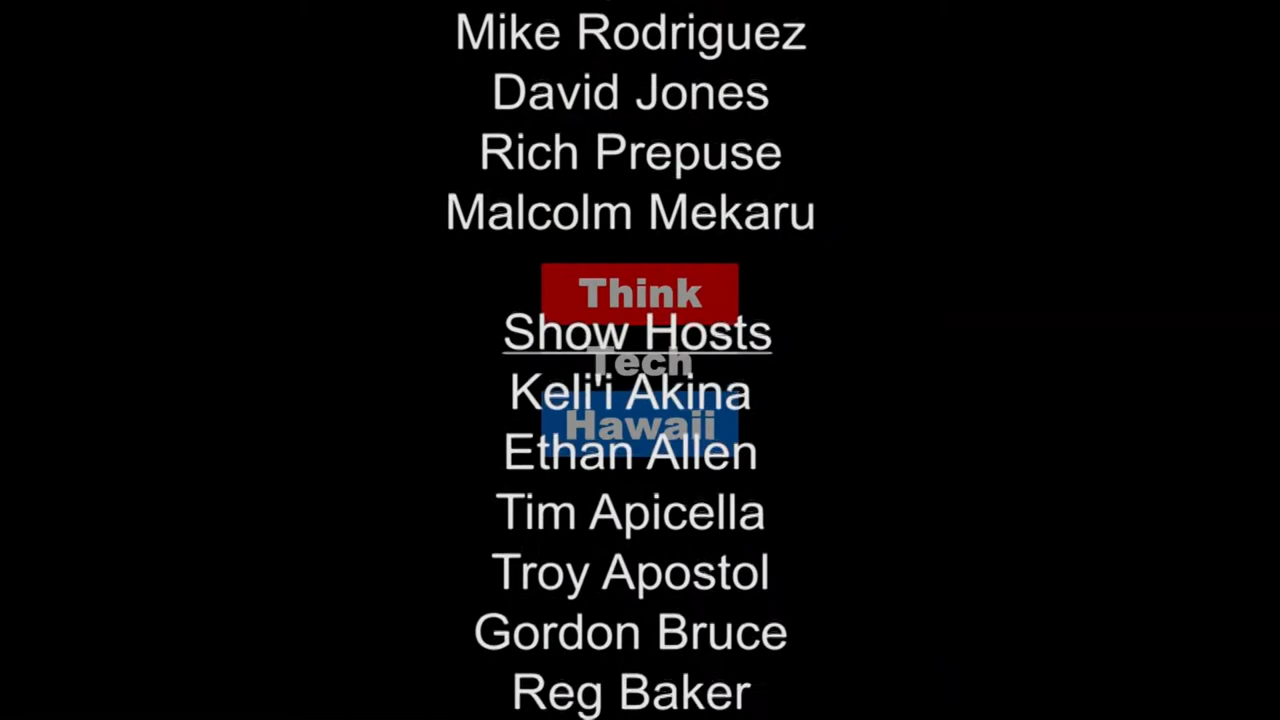 Mike Rodriguez
David Jones
Rich Prepuse
Malcolm Mekaru
Think
Show Hosts
Tech
Keli'i Akina
Hawaii
Ethan Allen
Tim Apicella
Troy Apostol
Gordon Bruce
Reg Baker